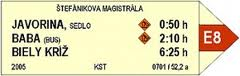 ŠTEFÁNIKOVA MAGISTRÁLA
JAVORINA, SEDLO 0:50 h
BABA (BUS) 2:10 h
BIELY KRÍŽ 6:25 h
E8
2005 KST 0701/52,2 a